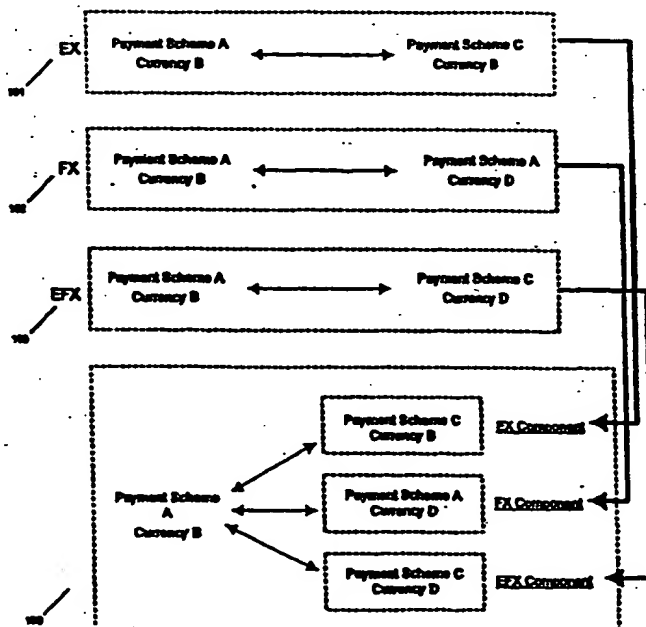 EX
Payment Scheme A
Currency B
Payment Scheme C
Currency B
101
FX
Payment Scheme A
Currency B
Payment Scheme A
Currency D
102
EFX
Payment Scheme A
Currency B
Payment Scheme C
Currency D
Payment Scheme C
Currency B
EX Component
Payment Scheme
A
Currency B
Payment Scheme A
Currency D
FX Component
Payment Scheme C
Currency D
EFX Component